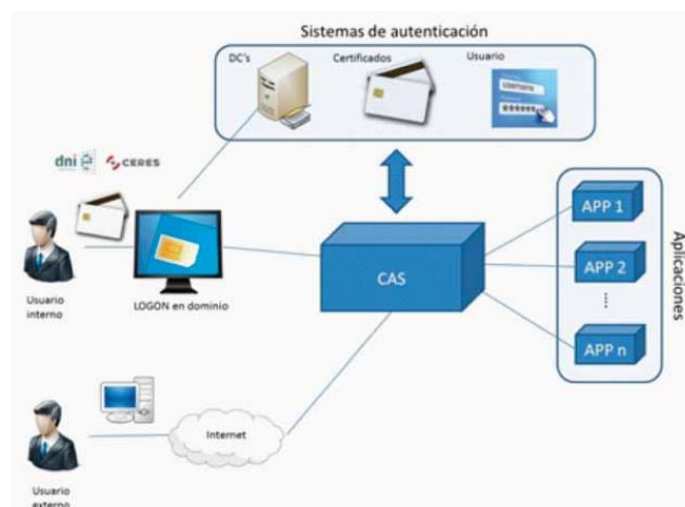 Sistemas de autenticación
DC's
Certificados
Usuario
username
dni e
CERES
Usuario
interno
LOGON en dominio
CAS
APP 1
APP 2
APP n
Aplicaciones
Internet
Usuario
externo